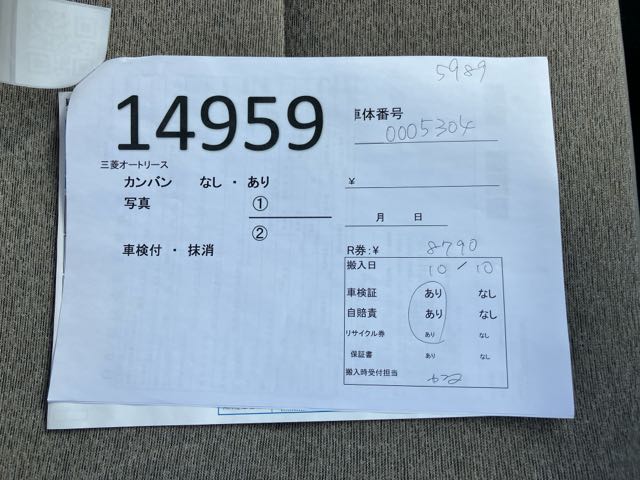 5989
14959
車体番号
0005304
三菱オートリース
カンバン なし ・ あり
¥
写真 ①
②
月 日
車検付 ・ 抹消
R券:¥ 8790
搬入日 10/10
車検証 あり なし
自賠責 あり なし
リサイクル券 あり なし
保証書 あり なし
搬入時受付担当